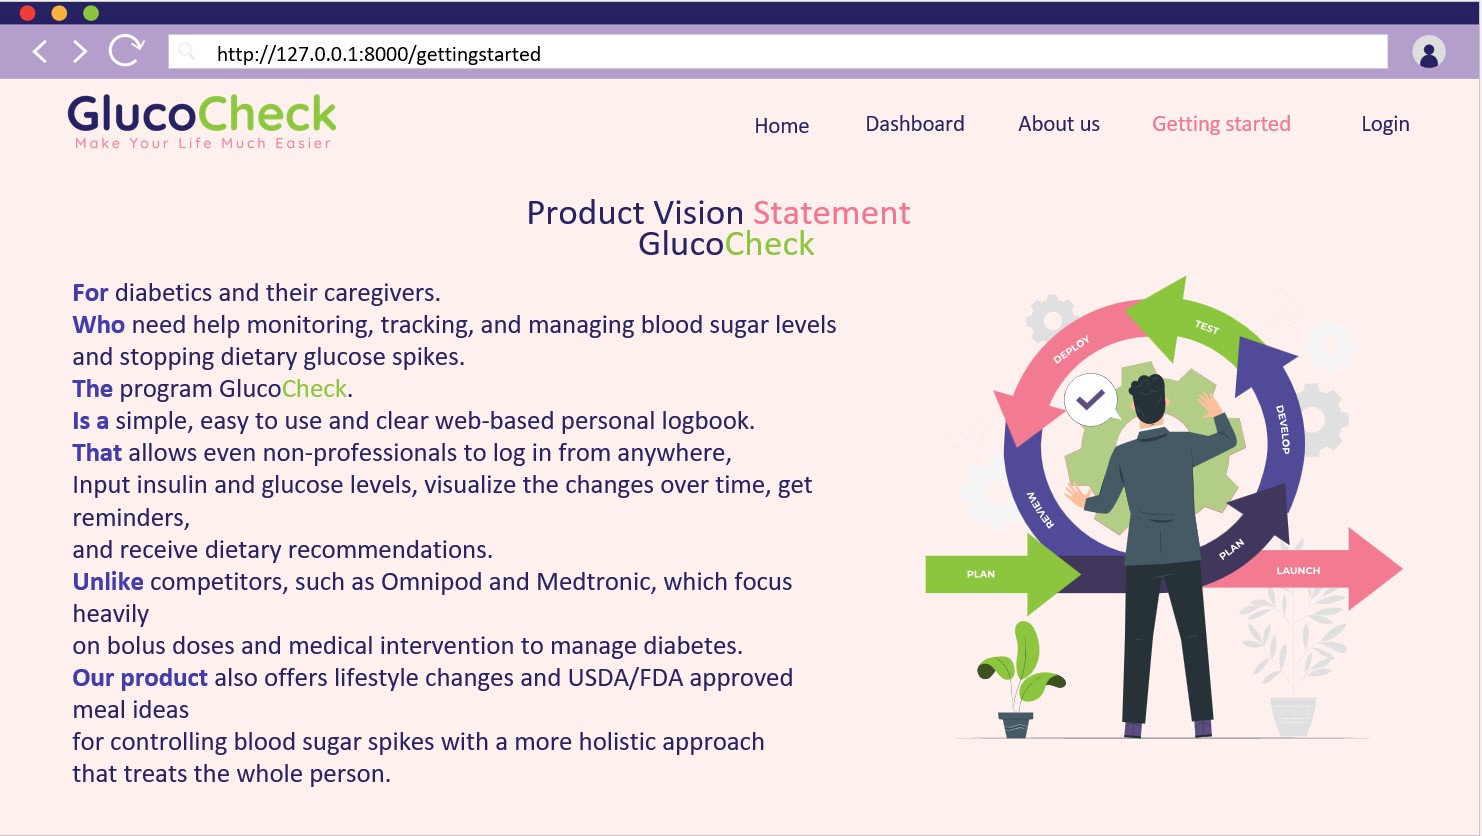 http://127.0.0.1:8000/gettingstarted
GlucoCheck
Make Your Life Much Easier
Home
Dashboard
About us
Getting started
Login
Product Vision Statement
GlucoCheck
For diabetics and their caregivers.
Who need help monitoring, tracking, and managing blood sugar levels
and stopping dietary glucose spikes.
The program GlucoCheck.
Is a simple, easy to use and clear web-based personal logbook.
That allows even non-professionals to log in from anywhere,
Input insulin and glucose levels, visualize the changes over time, get
reminders,
and receive dietary recommendations.
Unlike competitors, such as Omnipod and Medtronic, which focus
heavily
on bolus doses and medical intervention to manage diabetes.
Our product also offers lifestyle changes and USDA/FDA approved
meal ideas
for controlling blood sugar spikes with a more holistic approach
that treats the whole person.
TEST
DEPLOY
DEVELOP
REVIEW
PLAN
PLAN
LAUNCH